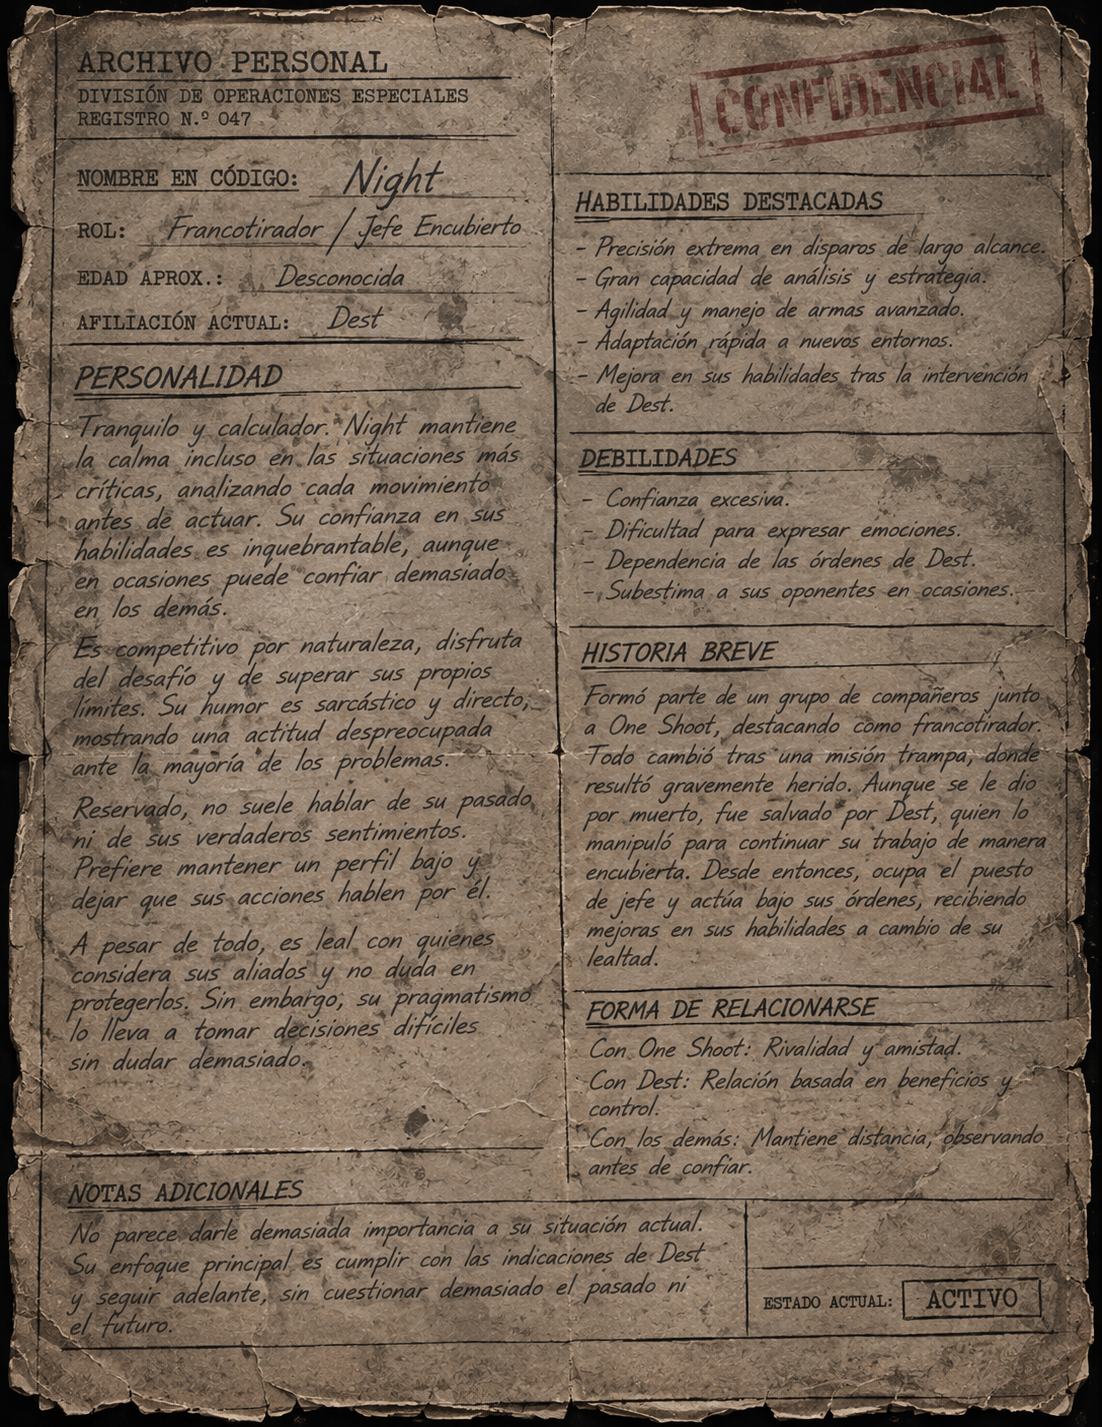 ARCHIVO PERSONAL
DIVISIÓN DE OPERACIONES ESPECIALES
REGISTRO N.º 047
NOMBRE EN CÓDIGO: Night
ROL: Francotirador / Jefe Encubierto
EDAD APROX.: Desconocida
AFILIACIÓN ACTUAL: Dest
PERSONALIDAD
Tranquilo y calculador. Night mantiene
la calma incluso en las situaciones más
críticas, analizando cada movimiento
antes de actuar. Su confianza en sus
habilidades es inquebrantable, aunque
en ocasiones puede confiar demasiado
en los demás.
Es competitivo por naturaleza, disfruta
del desafío y de superar sus propios
límites. Su humor es sarcástico y directo,
mostrando una actitud despreocupada
ante la mayoría de los problemas.
Reservado, no suele hablar de su pasado
ni de sus verdaderos sentimientos.
Prefiere mantener un perfil bajo y
dejar que sus acciones hablen por él.
A pesar de todo, es leal con quienes
considera sus aliados y no duda en
protegerlos. Sin embargo, su pragmatismo
lo lleva a tomar decisiones difíciles
sin dudar demasiado.
CONFIDENCIAL
HABILIDADES DESTACADAS
- Precisión extrema en disparos de largo alcance.
- Gran capacidad de análisis y estrategia.
- Agilidad y manejo de armas avanzado.
- Adaptación rápida a nuevos entornos.
- Mejora en sus habilidades tras la intervención
de Dest.
DEBILIDADES
- Confianza excesiva.
- Dificultad para expresar emociones.
- Dependencia de las órdenes de Dest.
- Subestima a sus oponentes en ocasiones.
HISTORIA BREVE
Formó parte de un grupo de compañeros junto
a One Shoot, destacando como francotirador.
Todo cambió tras una misión trampa, donde
resultó gravemente herido. Aunque se le dio
por muerto, fue salvado por Dest, quien lo
manipuló para continuar su trabajo de manera
encubierta. Desde entonces, ocupa el puesto
de jefe y actúa bajo sus órdenes, recibiendo
mejoras en sus habilidades a cambio de su
lealtad.
FORMA DE RELACIONARSE
Con One Shoot: Rivalidad y amistad.
Con Dest: Relación basada en beneficios y
control.
Con los demás: Mantiene distancia, observando
antes de confiar.
NOTAS ADICIONALES
No parece darle demasiada importancia a su situación actual.
Su enfoque principal es cumplir con las indicaciones de Dest
y seguir adelante, sin cuestionar demasiado el pasado ni
el futuro.
ESTADO ACTUAL: ACTIVO